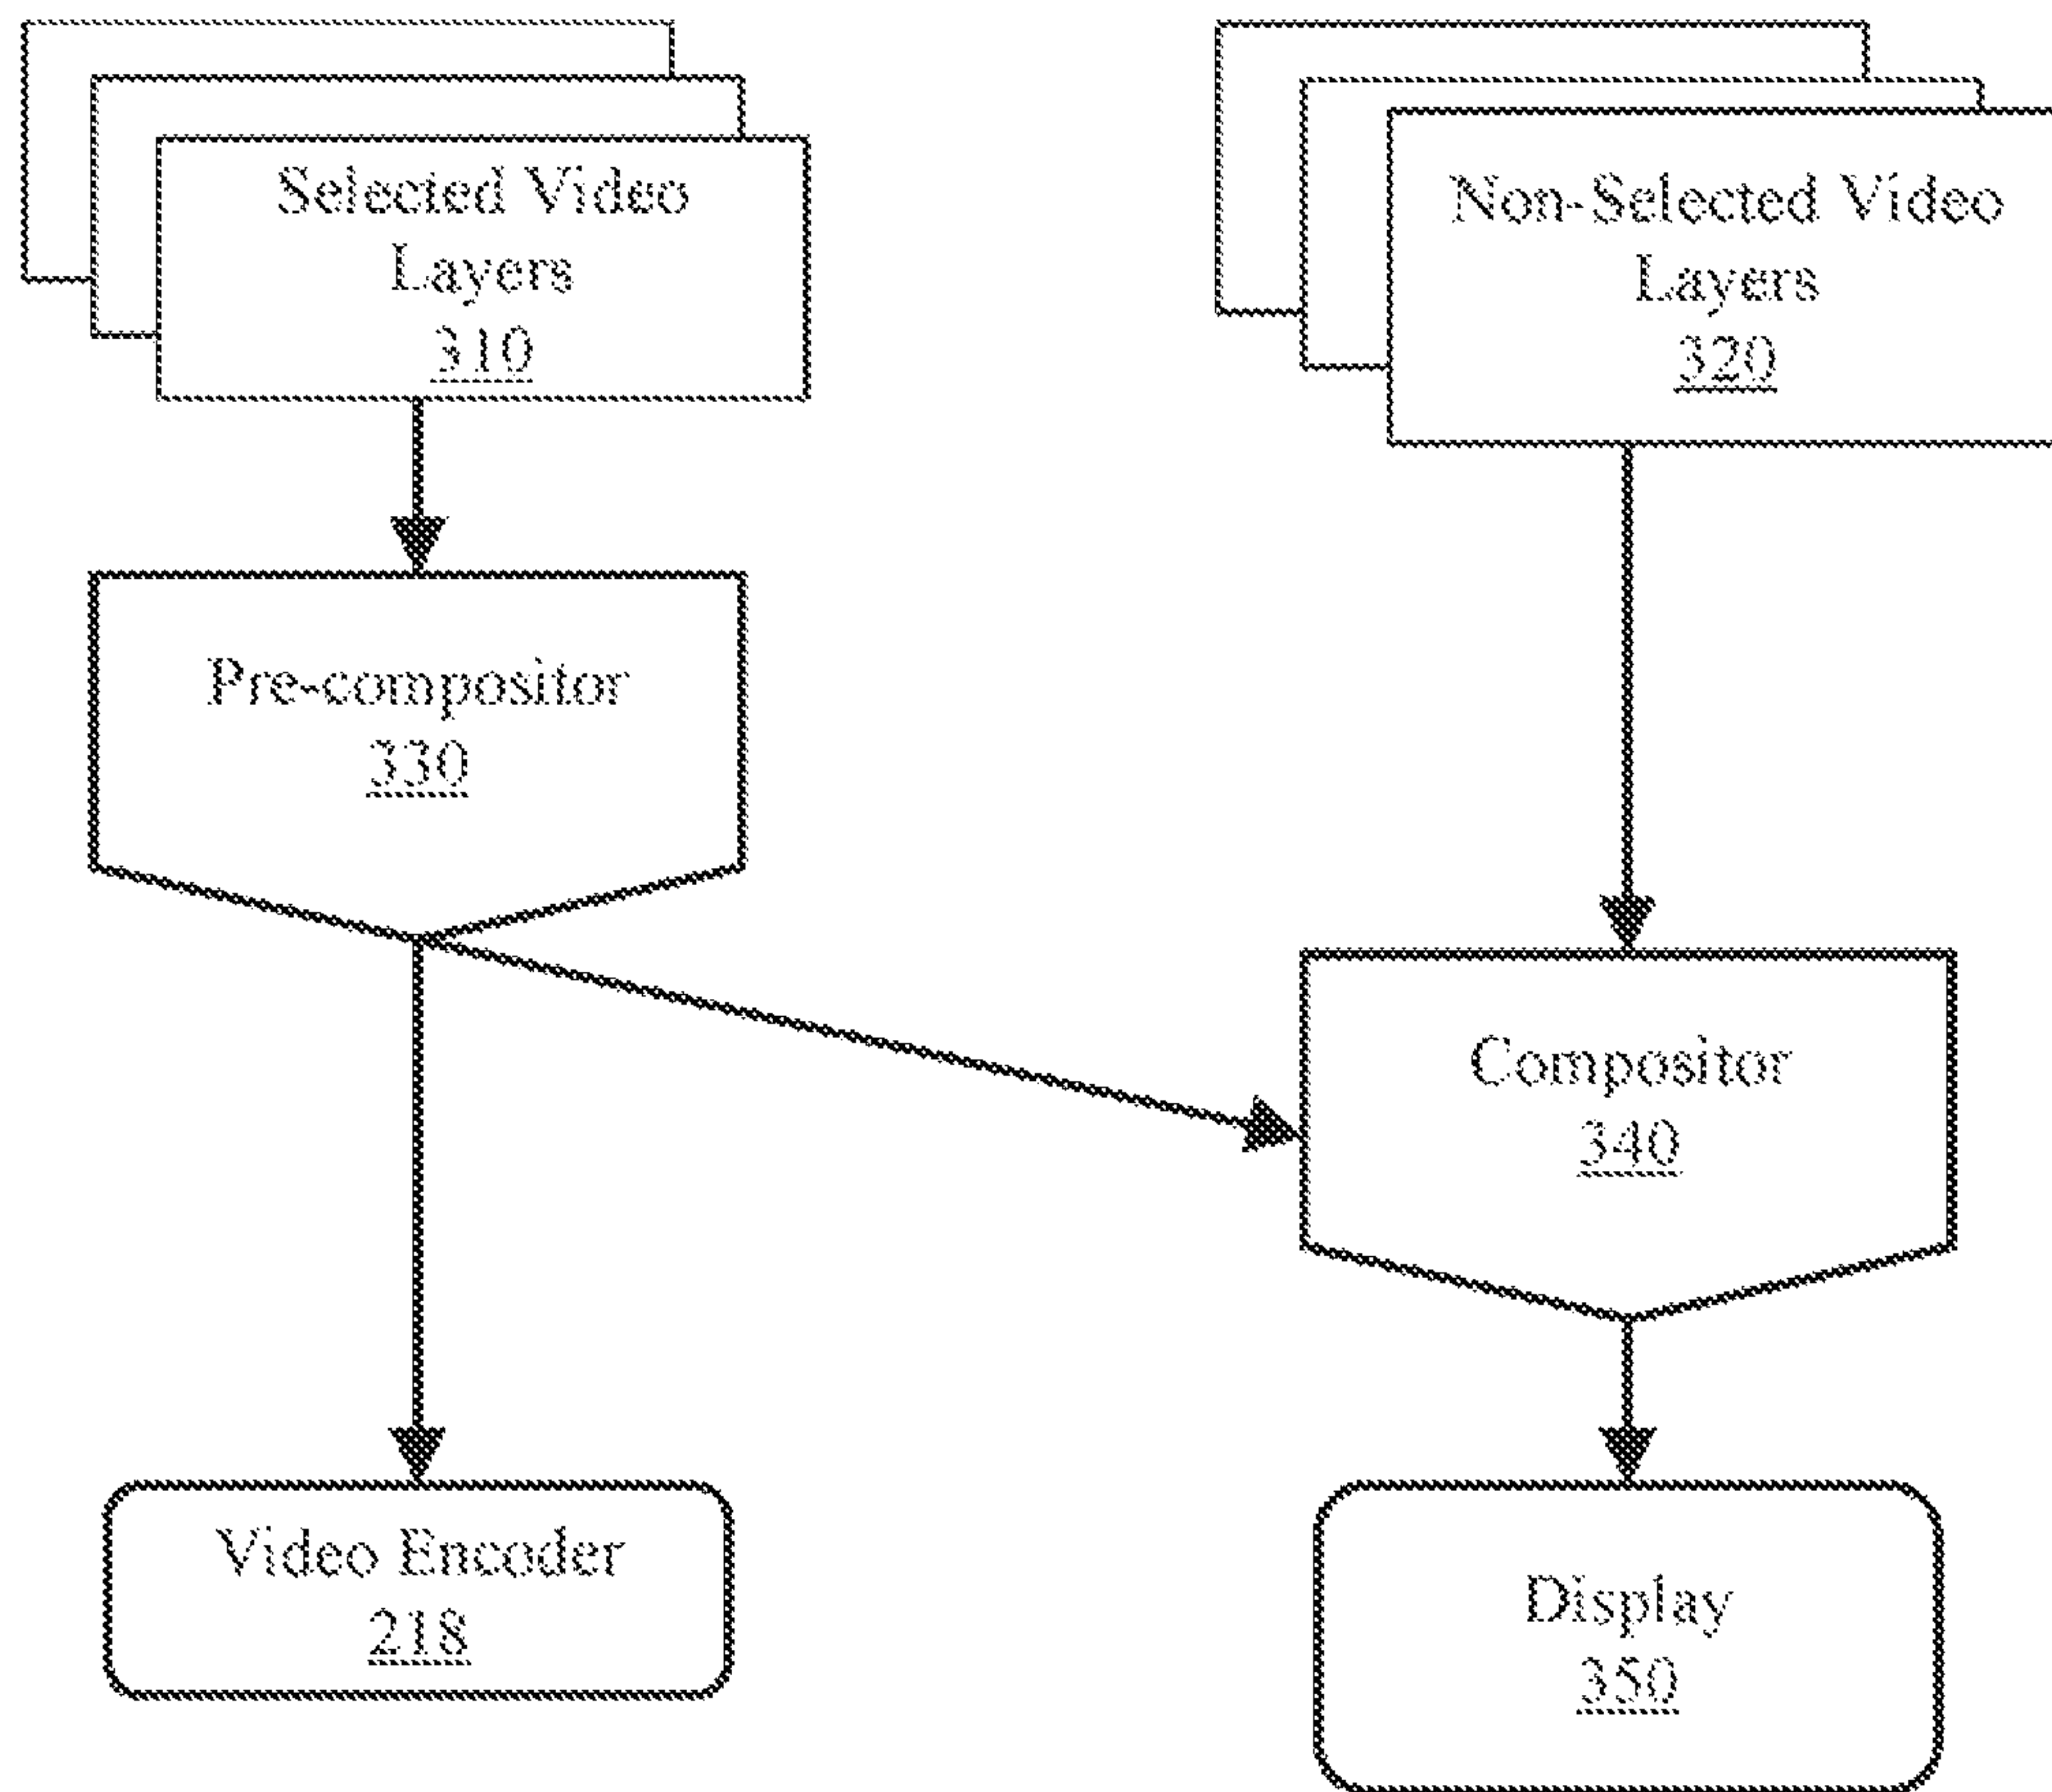 Selected Video
Layers
310
Non-Selected Video
Layers
320
Pre-compositor
330
Compositor
340
Video Encoder
218
Display
350